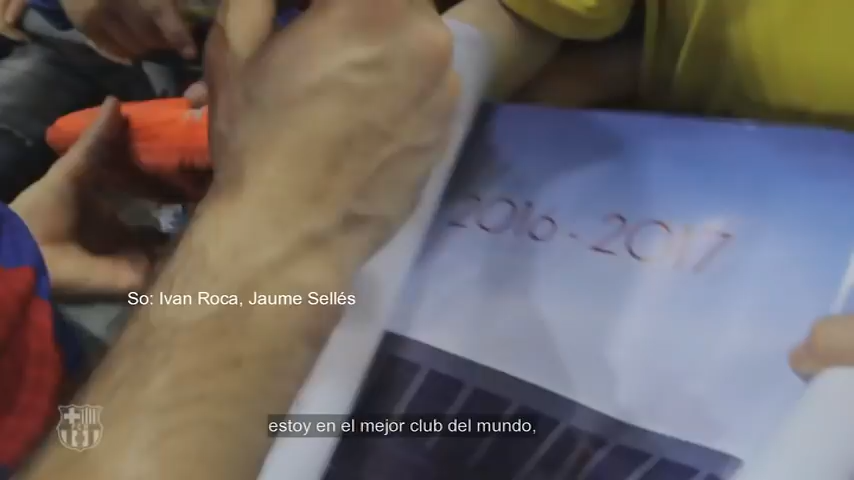 2016 - 2017
So: Ivan Roca, Jaume Sellés
estoy en el mejor club del mundo,